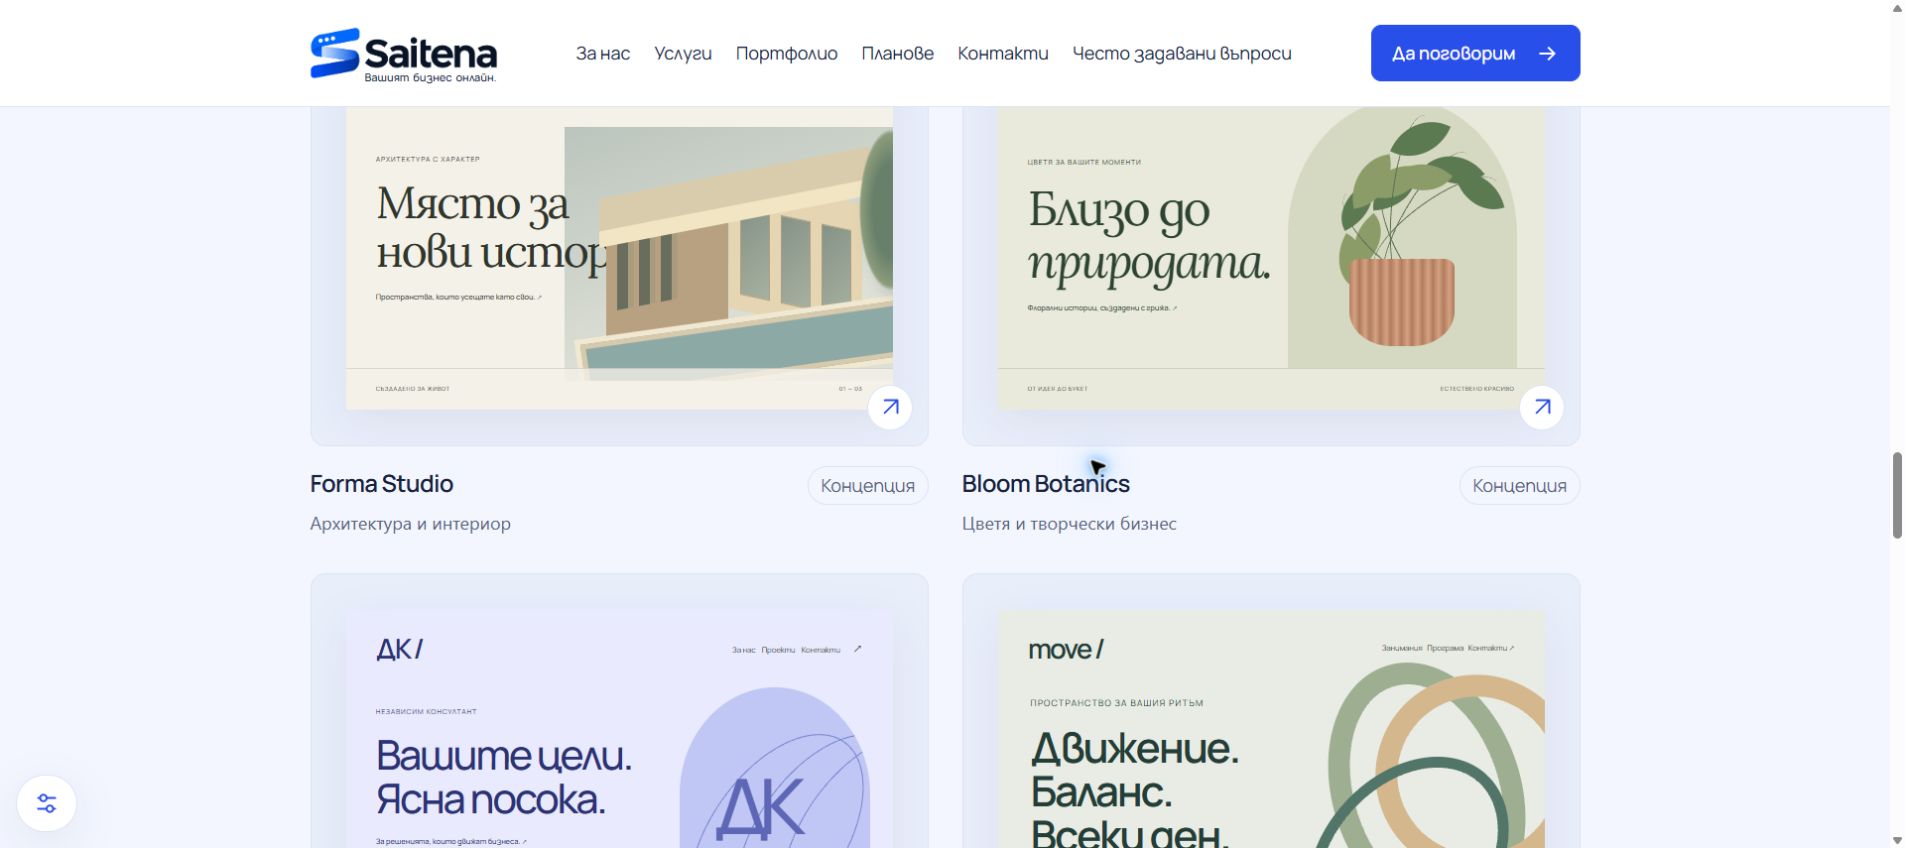 Saitena
Вашият бизнес онлайн.
За нас
Услуги
Портфолио
Планове
Контакти
Често задавани въпроси
Да поговорим →
АРХИТЕКТУРА С ХАРАКТЕР
Място за
нови истор
Пространства, които усещате като свои. ↗
СЪЗДАДЕНО ЗА ЖИВОТ
01 — 03
ЦВЕТЯ ЗА ВАШИТЕ МОМЕНТИ
Близо до
природата.
Флорални истории, създадени с грижа. ↗
ОТ ИДЕЯ ДО БУКЕТ
ЕСТЕСТВЕНО КРАСИВО
Forma Studio
Концепция
Архитектура и интериор
Bloom Botanics
Концепция
Цветя и творчески бизнес
ДК /
За нас Проекти Контакти ↗
НЕЗАВИСИМ КОНСУЛТАНТ
Вашите цели.
Ясна посока.
За решенията, които движат бизнеса. ↗
ДК
move /
Занимания Програма Контакти ↗
ПРОСТРАНСТВО ЗА ВАШИЯ РИТЪМ
Движение.
Баланс.
Всеки ден.